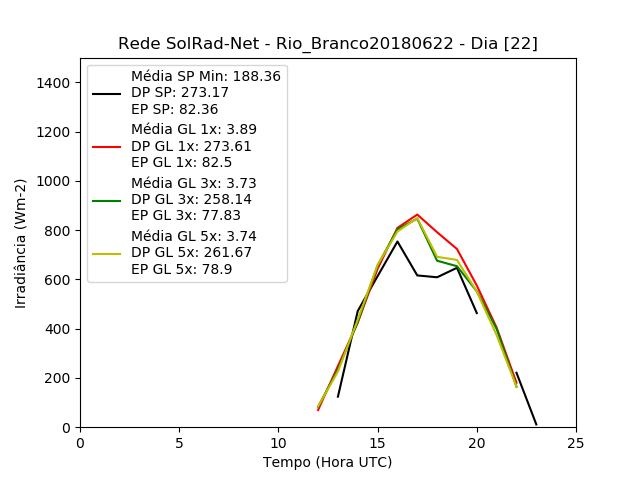 Rede SolRad-Net - Rio_Branco20180622 - Dia [22]
Média SP Min: 188.36
DP SP: 273.17
EP SP: 82.36
Média GL 1x: 3.89
DP GL 1x: 273.61
EP GL 1x: 82.5
Média GL 3x: 3.73
DP GL 3x: 258.14
EP GL 3x: 77.83
Média GL 5x: 3.74
DP GL 5x: 261.67
EP GL 5x: 78.9
Irradiância (Wm-2)
1400
1200
1000
800
600
400
200
0
0 5 10 15 20 25
Tempo (Hora UTC)